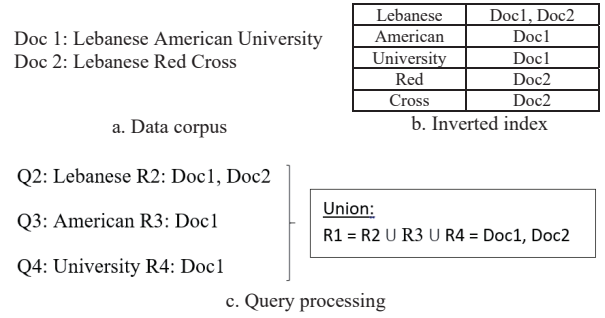 Doc 1: Lebanese American University
Doc 2: Lebanese Red Cross
a. Data corpus
Lebanese Doc1, Doc2
American Doc1
University Doc1
Red Doc2
Cross Doc2
b. Inverted index
Q2: Lebanese R2: Doc1, Doc2
Q3: American R3: Doc1
Q4: University R4: Doc1
Union:
R1 = R2 U R3 U R4 = Doc1, Doc2
c. Query processing